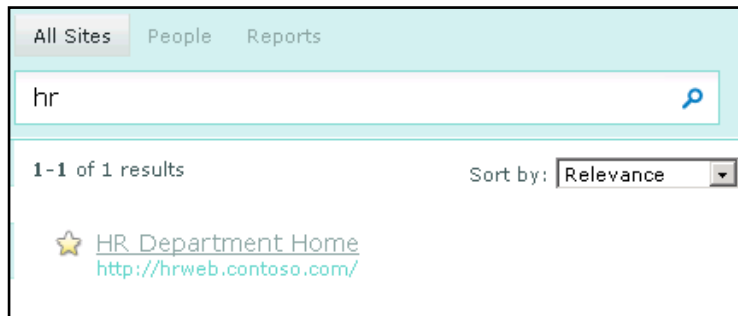 All Sites People Reports
hr
1-1 of 1 results Sort by: Relevance
HR Department Home
http://hrweb.contoso.com/